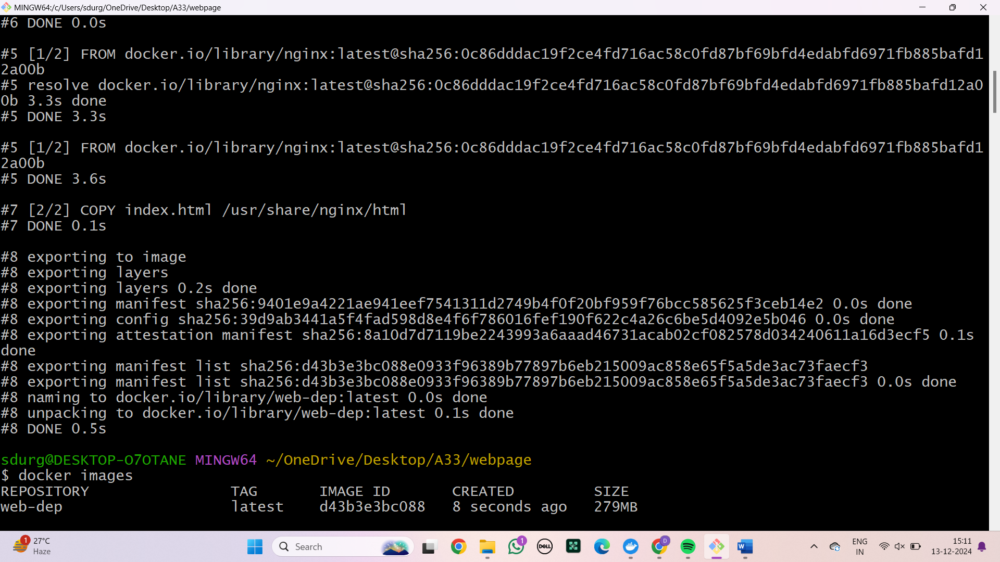 MINGW64:/c/Users/sdurg/OneDrive/Desktop/A33/webpage
#6 DONE 0.0s
#5 [1/2] FROM docker.io/library/nginx:latest@sha256:0c86dddac19f2ce4fd716ac58c0fd87bf69bfd4edabfd6971fb885bafd1
2a00b
#5 resolve docker.io/library/nginx:latest@sha256:0c86dddac19f2ce4fd716ac58c0fd87bf69bfd4edabfd6971fb885bafd12a0
0b 3.3s done
#5 DONE 3.3s
#5 [1/2] FROM docker.io/library/nginx:latest@sha256:0c86dddac19f2ce4fd716ac58c0fd87bf69bfd4edabfd6971fb885bafd1
2a00b
#5 DONE 3.6s
#7 [2/2] COPY index.html /usr/share/nginx/html
#7 DONE 0.1s
#8 exporting to image
#8 exporting layers
#8 exporting layers 0.2s done
#8 exporting manifest sha256:9401e9a4221ae941eef7541311d2749b4f0f20bf959f76bcc585625f3ceb14e2 0.0s done
#8 exporting config sha256:39d9ab3441a5f4fad598d8e4f6f786016fef190f622c4a26c6be5d4092e5b046 0.0s done
#8 exporting attestation manifest sha256:8a10d7d7119be2243993a6aaad46731acab02cf082578d034240611a16d3ecf5 0.1s
done
#8 exporting manifest list sha256:d43b3e3bc088e0933f96389b77897b6eb215009ac858e65f5a5de3ac73faecf3
#8 exporting manifest list sha256:d43b3e3bc088e0933f96389b77897b6eb215009ac858e65f5a5de3ac73faecf3 0.0s done
#8 naming to docker.io/library/web-dep:latest 0.0s done
#8 unpacking to docker.io/library/web-dep:latest 0.1s done
#8 DONE 0.5s
sdurg@DESKTOP-O7OTANE MINGW64 ~/OneDrive/Desktop/A33/webpage
$ docker images
REPOSITORY TAG IMAGE ID CREATED SIZE
web-dep latest d43b3e3bc088 8 seconds ago 279MB
1
27°C
Haze
Search
1
DELL
D
W
ENG
IN
15:11
13-12-2024